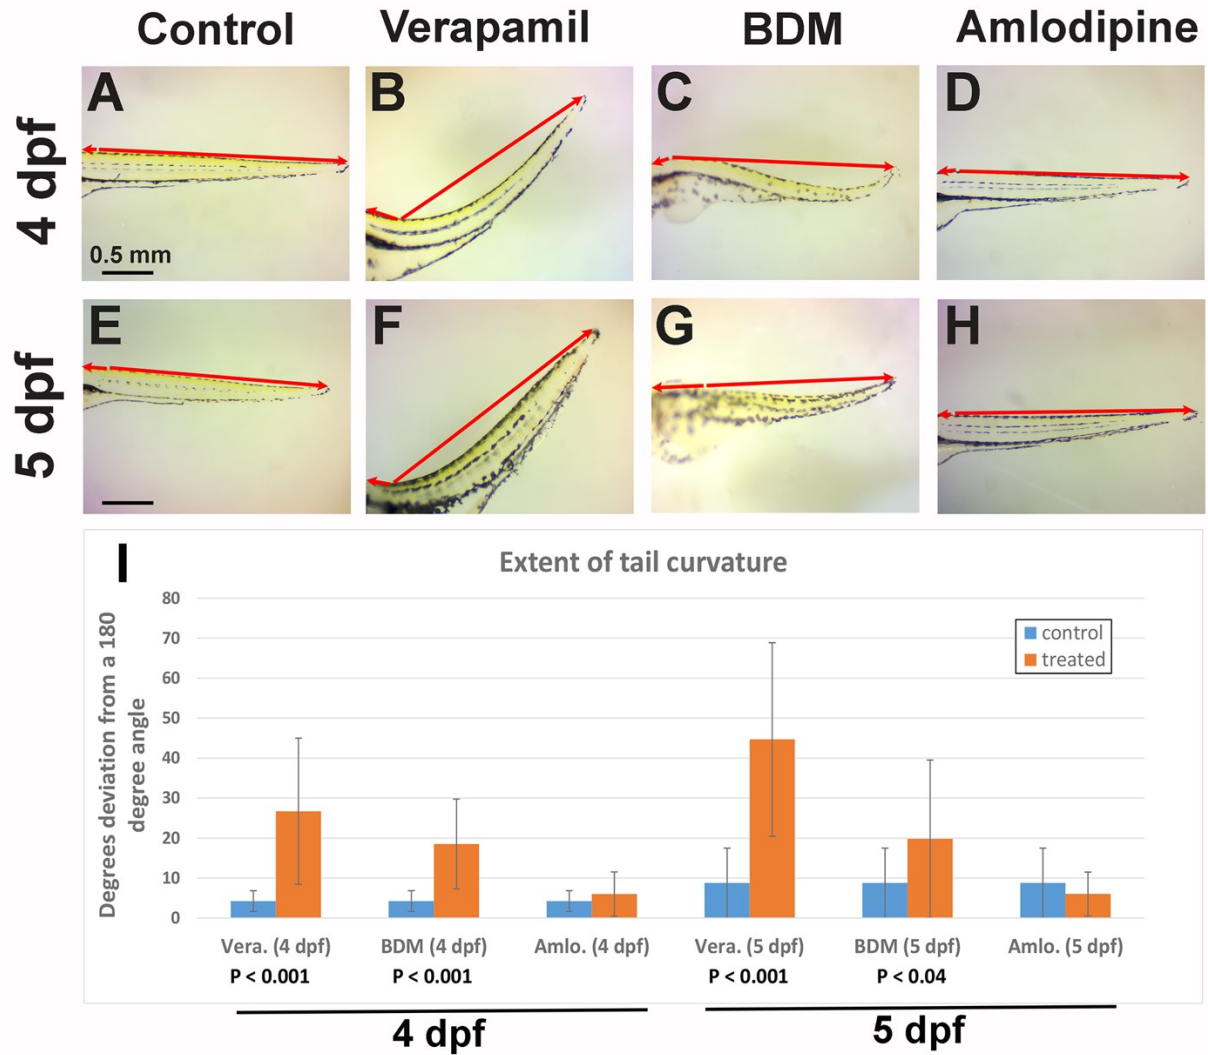 Control Verapamil BDM Amlodipine
4 dpf
A B C D
0.5 mm
5 dpf
E F G H
I
Extent of tail curvature
Degrees deviation from a 180
degree angle
80
70
60
50
40
30
20
10
0
control
treated
Vera. (4 dpf) BDM (4 dpf) Amlo. (4 dpf) Vera. (5 dpf) BDM (5 dpf) Amlo. (5 dpf)
P < 0.001 P < 0.001 P < 0.001 P < 0.04
4 dpf 5 dpf